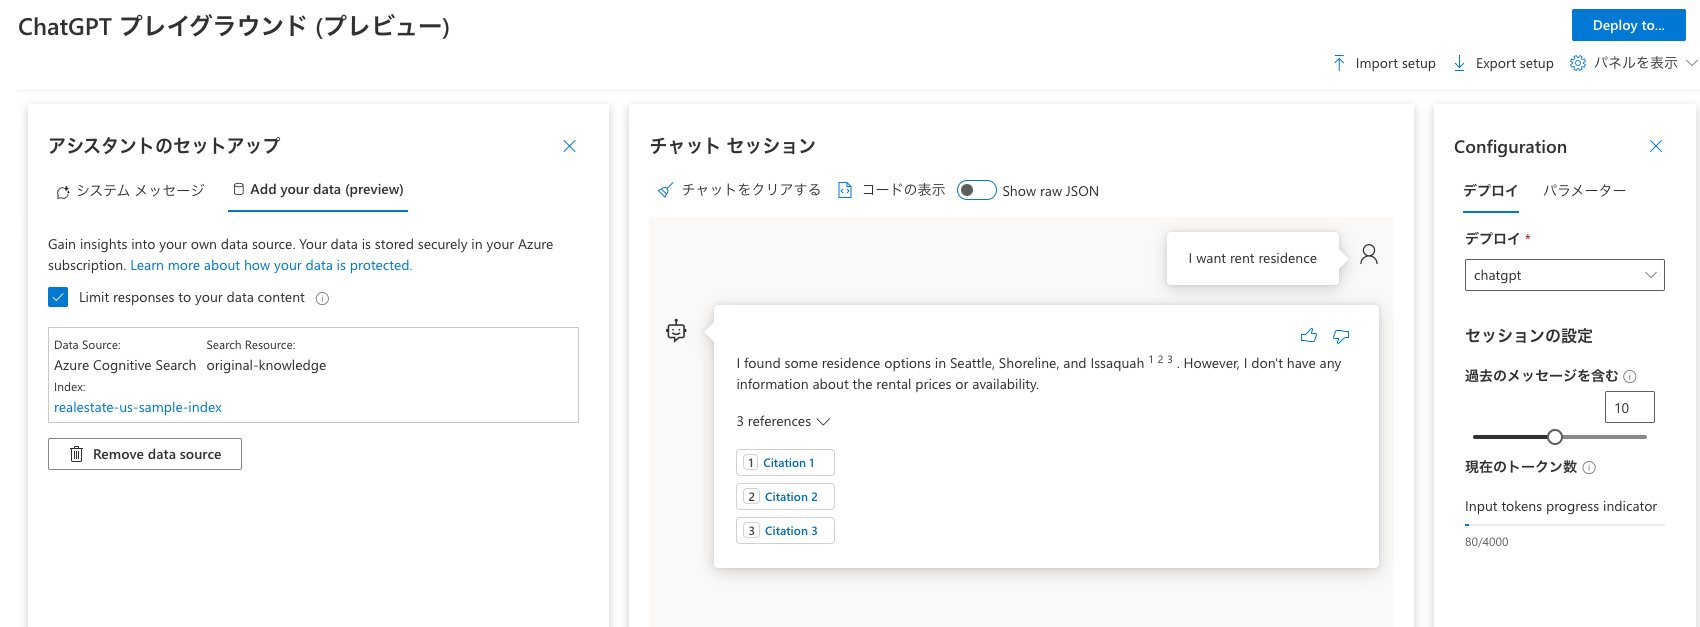 ChatGPT プレイグラウンド (プレビュー)
Deploy to...
Import setup
Export setup
パネルを表示
アシスタントのセットアップ
システム メッセージ
Add your data (preview)
Gain insights into your own data source. Your data is stored securely in your Azure
subscription. Learn more about how your data is protected.
Limit responses to your data content
Data Source:
Search Resource:
Azure Cognitive Search
original-knowledge
Index:
realestate-us-sample-index
Remove data source
チャット セッション
チャットをクリアする
コードの表示
Show raw JSON
I want rent residence
I found some residence options in Seattle, Shoreline, and Issaquah 1 2 3 . However, I don't have any
information about the rental prices or availability.
3 references
1 Citation 1
2 Citation 2
3 Citation 3
Configuration
デプロイ
パラメーター
デプロイ *
chatgpt
セッションの設定
過去のメッセージを含む
10
現在のトークン数
Input tokens progress indicator
80/4000